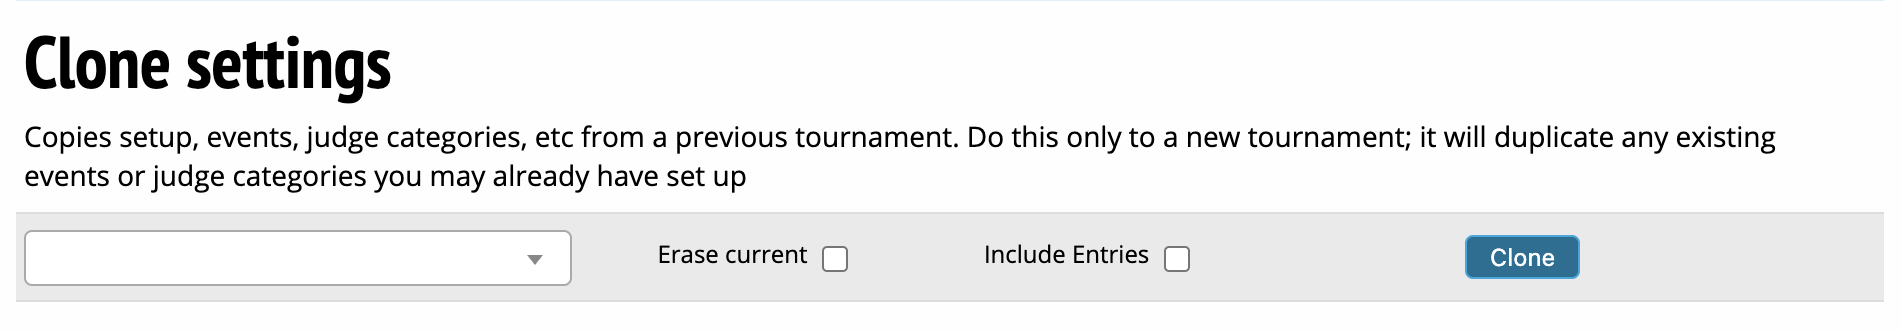 Clone settings
Copies setup, events, judge categories, etc from a previous tournament. Do this only to a new tournament; it will duplicate any existing
events or judge categories you may already have set up
Erase current Include Entries Clone